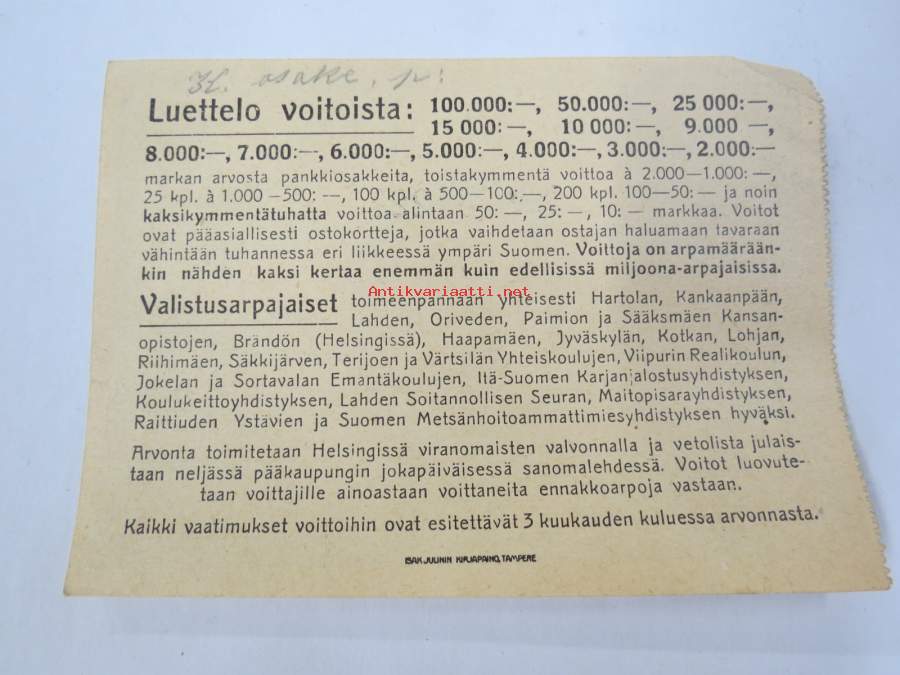 osake, p:
Luettelo voitoista: 100.000:—, 50.000:—, 25 000:—,
15 000:—, 10 000:—, 9.000 —,
8.000:—, 7.000:—, 6.000:—, 5.000:—, 4.000:—, 3.000:—, 2.000:—
markan arvosta pankkiosakkeita, toistakymmentä voittoa à 2.000—1.000:—,
25 kpl. à 1.000—500:—, 100 kpl. à 500—100:—, 200 kpl. 100—50:— ja noin
kaksikymmentätuhatta voittoa alintaan 50:—, 25:—, 10:— markkaa. Voitot
ovat pääasiallisesti ostokortteja, jotka vaihdetaan ostajan haluamaan tavaraan
vähintään tuhannessa eri liikkeessä ympäri Suomen. Voittoja on arpamäärään-
kin nähden kaksi kertaa enemmän kuin edellisissä miljoona-arpajaisissa.
Antikvariaatti.net
Valistusarpajaiset toimeenpannaan yhteisesti Hartolan, Kankaanpään,
Lahden, Oriveden, Paimion ja Sääksmäen Kansan-
opistojen, Brändön (Helsingissä), Haapamäen, Jyväskylän, Kotkan, Lohjan,
Riihimäen, Säkkijärven, Terijoen ja Värtsilän Yhteiskoulujen, Viipurin Realikoulun,
Jokelan ja Sortavalan Emäntäkoulujen, Itä-Suomen Karjanjalostusyhdistyksen,
Koulukeittoyhdistyksen, Lahden Soitannollisen Seuran, Maitopisarayhdistyksen,
Raittiuden Ystävien ja Suomen Metsänhoitoammattimiesyhdistyksen hyväksi.
Arvonta toimitetaan Helsingissä viranomaisten valvonnalla ja vetolista julais-
taan neljässä pääkaupungin jokapäiväisessä sanomalehdessä. Voitot luovute-
taan voittajille ainoastaan voittaneita ennakkoarpoja vastaan.
Kaikki vaatimukset voittoihin ovat esitettävät 3 kuukauden kuluessa arvonnasta.
ISAK JULININ KIRJAPAINO, TAMPERE